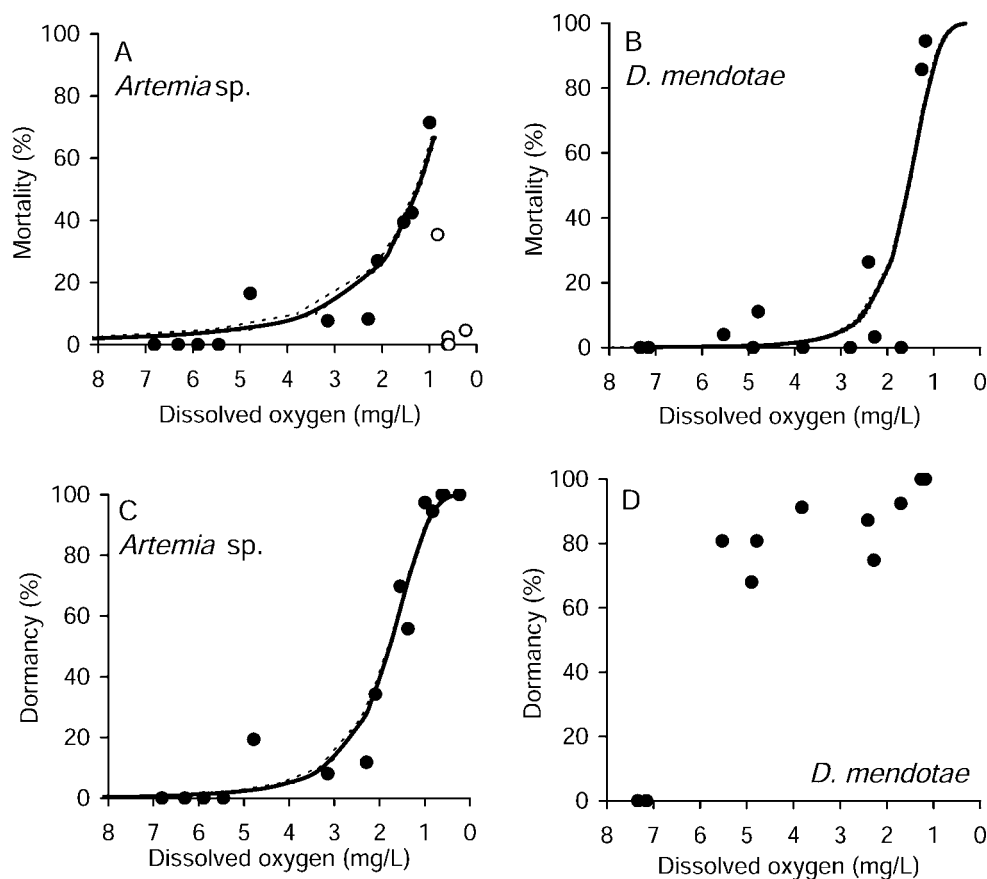 A
Artemia sp.
Mortality (%)
100
80
60
40
20
0
8 7 6 5 4 3 2 1 0
Dissolved oxygen (mg/L)
B
D. mendotae
Mortality (%)
100
80
60
40
20
0
8 7 6 5 4 3 2 1 0
Dissolved oxygen (mg/L)
C
Artemia sp.
Dormancy (%)
100
80
60
40
20
0
8 7 6 5 4 3 2 1 0
Dissolved oxygen (mg/L)
D
D. mendotae
Dormancy (%)
100
80
60
40
20
0
8 7 6 5 4 3 2 1 0
Dissolved oxygen (mg/L)